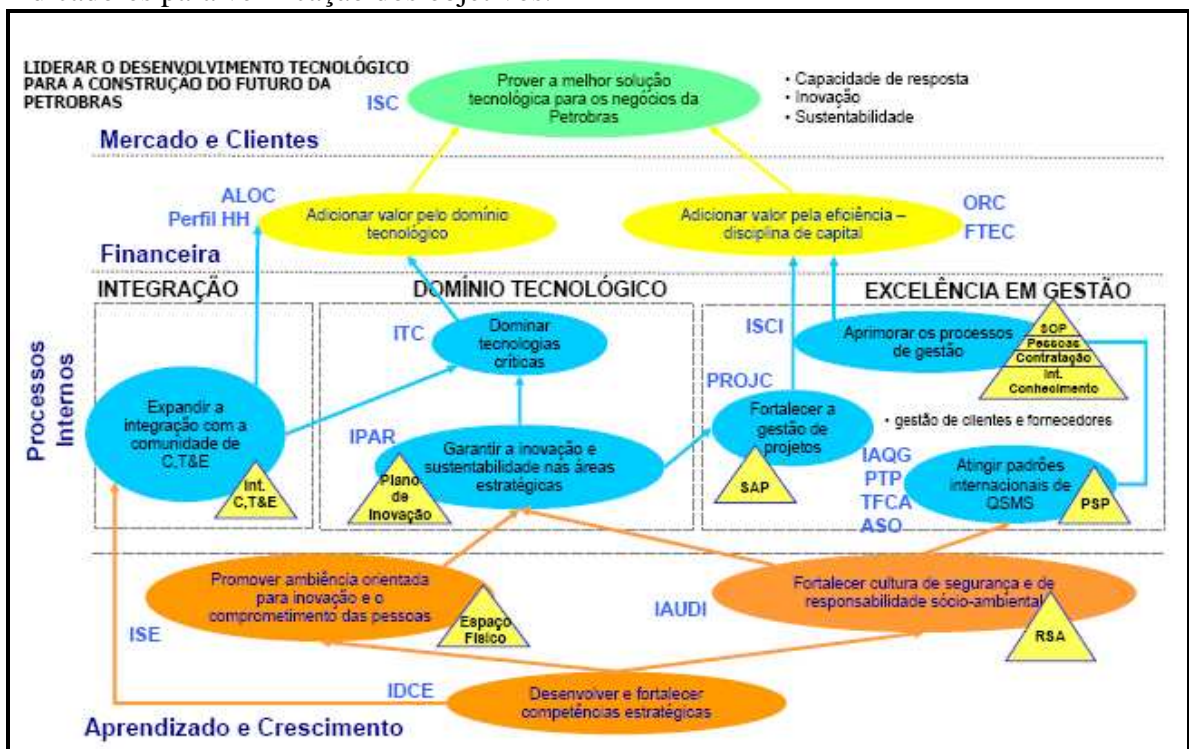 LIDERAR O DESENVOLVIMENTO TECNOLÓGICO
PARA A CONSTRUÇÃO DO FUTURO DA
PETROBRAS
ISC
Prover a melhor solução
tecnológica para os negócios da
Petrobras
• Capacidade de resposta
• Inovação
• Sustentabilidade
Mercado e Clientes
ALOC
Perfil HH
Adicionar valor pelo domínio
tecnológico
Adicionar valor pela eficiência –
disciplina de capital
ORC
FTEC
Financeira
INTEGRAÇÃO
DOMÍNIO TECNOLÓGICO
EXCELÊNCIA EM GESTÃO
Processos
Internos
Expandir a
integração com a
comunidade de
C,T&E
Int.
C,T&E
ITC
Dominar
tecnologias
críticas
IPAR
Garantir a inovação e
sustentabilidade nas áreas
estratégicas
Plano
de
Inovação
ISCI
Aprimorar os processos
de gestão
SOP
Pessoas
Contratação
Int.
Conhecimento
PROJC
Fortalecer a
gestão de
projetos
SAP
• gestão de clientes e fornecedores
IAQG
PTP
TFCA
ASO
Atingir padrões
internacionais de
QSMS
PSP
Promover ambiência orientada
para inovação e o
comprometimento das pessoas
ISE
Espaço
Físico
Fortalecer cultura de segurança e de
responsabilidade sócio-ambiental
IAUDI
RSA
IDCE
Desenvolver e fortalecer
competências estratégicas
Aprendizado e Crescimento